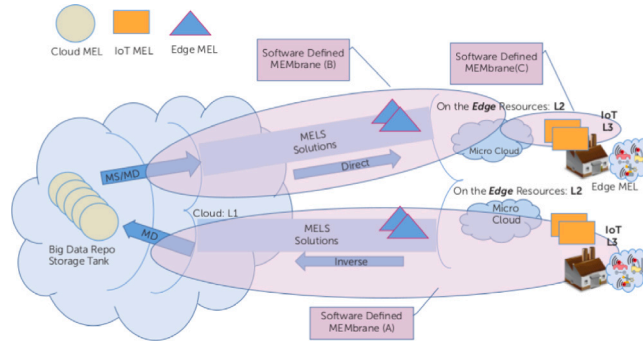 Cloud MEL
IoT MEL
Edge MEL
Software Defined
MEMbrane (B)
Software Defined
MEMbrane(C)
On the Edge Resources: L2
IoT
L3
MELS
Solutions
Micro Cloud
MS/MD
Direct
Edge MEL
On the Edge Resources: L2
Micro
Cloud
Cloud: L1
MELS
Solutions
IoT
L3
Big Data Repo
Storage Tank
MD
Inverse
Software Defined
MEMbrane (A)